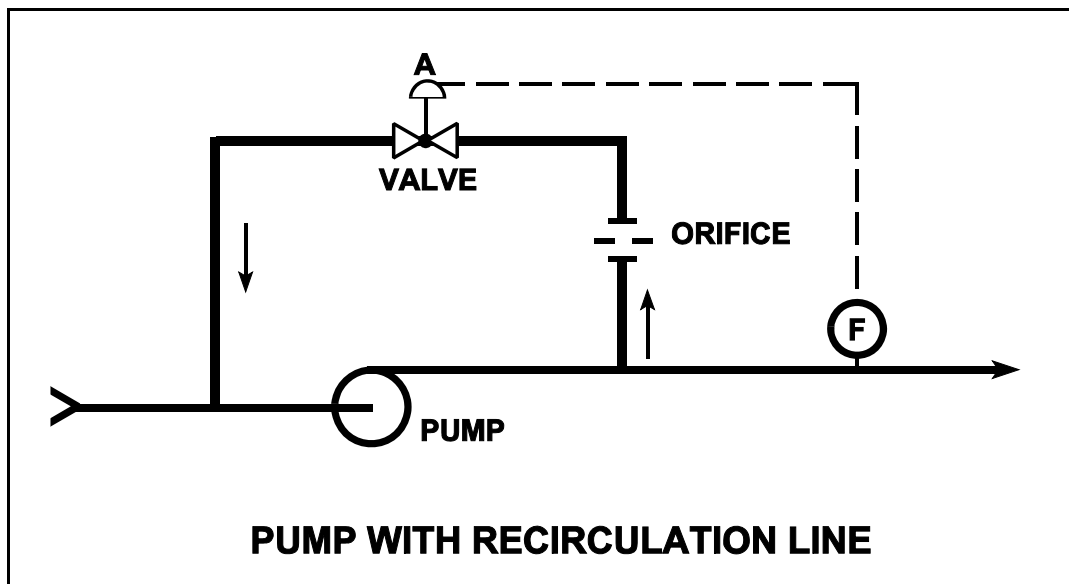 A
VALVE
ORIFICE
F
PUMP
PUMP WITH RECIRCULATION LINE